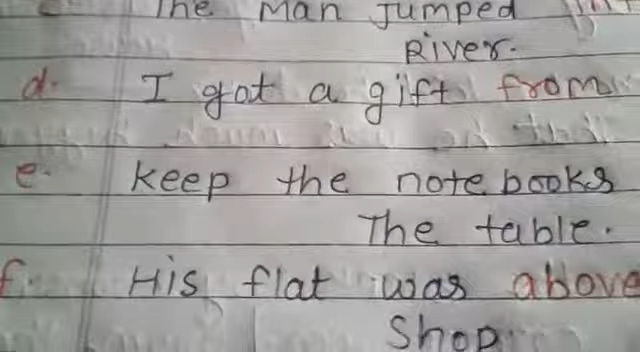 The Man Jumped
River.
d. I got a gift from
e. keep the note books
The table.
f. His flat was above
Shop